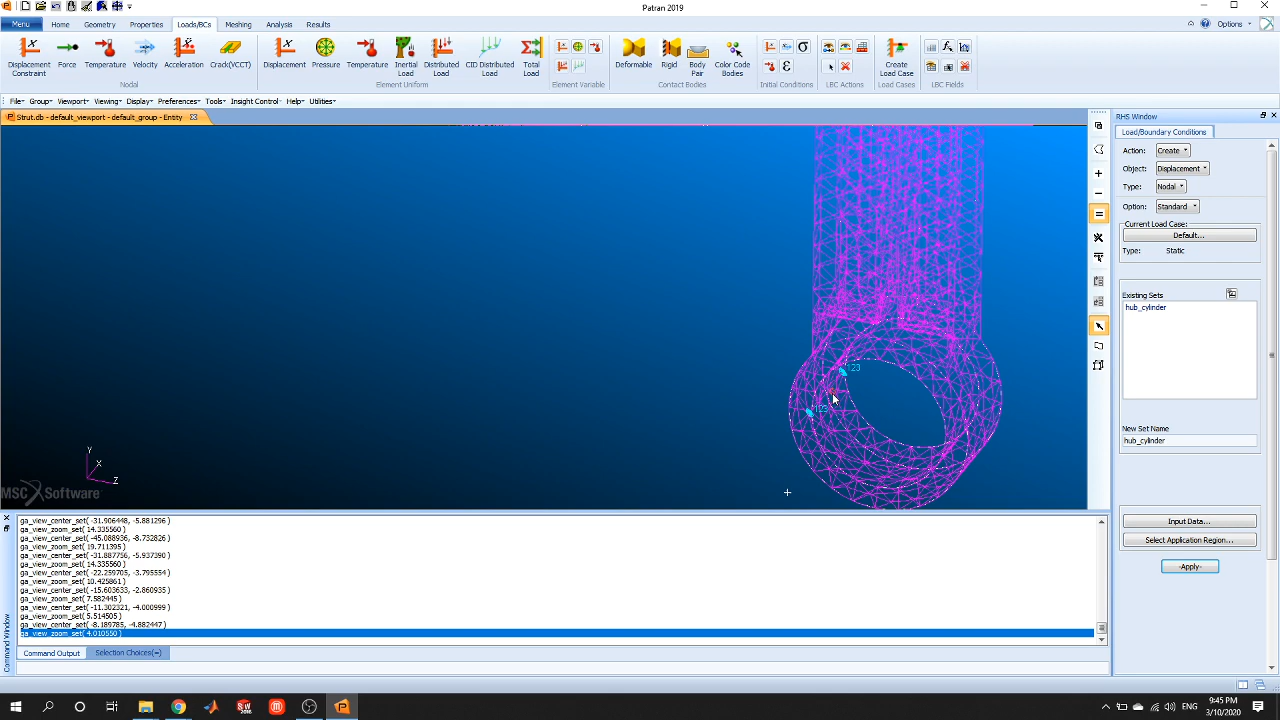 Patran 2019
Menu Home Geometry Properties Loads/BCs Meshing Analysis Results Options
Displacement Constraint Force Temperature Velocity Acceleration Crack(VCCT) Displacement Pressure Temperature Inertial Load Distributed Load CID Distributed Load Total Load Deformable Rigid Body Pair Color Code Bodies Create Load Case
Nodal Element Uniform Element Variable Contact Bodies Initial Conditions LBC Actions Load Cases LBC Fields
File Group Viewport Viewing Display Preferences Tools Insight Control Help Utilities
Strut.db - default_viewport - default_group - Entity
123
123
Y
X
Z
MSC Software
RHS Window
Load/Boundary Conditions
Action: Create
Object: Displacement
Type: Nodal
Option: Standard
Current Load Case:
Default...
Type: Static
Existing Sets
hub_cylinder
New Set Name
hub_cylinder
Input Data...
Select Application Region...
-Apply-
Command Window
ga_view_center_set( -31.906448, -5.881296 )
ga_view_zoom_set( 14.335560 )
ga_view_center_set( -45.088936, -8.732826 )
ga_view_zoom_set( 19.711395 )
ga_view_center_set( -31.887756, -5.937390 )
ga_view_zoom_set( 14.335560 )
ga_view_center_set( -22.259705, -3.795554 )
ga_view_zoom_set( 10.425861 )
ga_view_center_set( -15.603633, -2.860935 )
ga_view_zoom_set( 7.582445 )
ga_view_center_set( -11.302321, -4.000999 )
ga_view_zoom_set( 5.514505 )
ga_view_center_set( -8.189785, -4.882447 )
ga_view_zoom_set( 4.010550 )
Command Output Selection Choices(~)
ENG 9:45 PM
3/10/2020